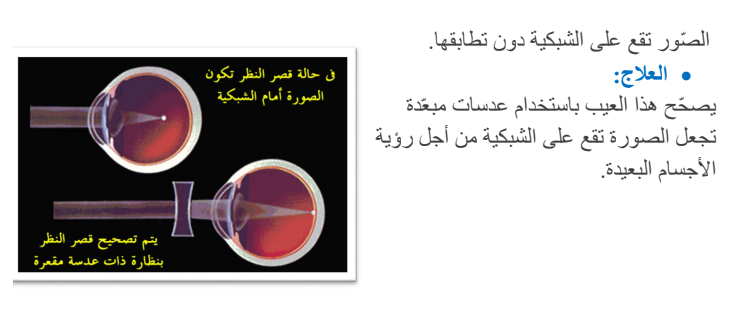 الصّور تقع على الشبكية دون تطابقها.
• العلاج:
يصحّح هذا العيب باستخدام عدسات مبعّدة
تجعل الصورة تقع على الشبكية من أجل ر�ية
الأجسام البعيدة.
فى حالة قصر النظر تكون
الصورة أمام الشبكية
يتم تصحيح قصر النظر
بنظارة ذات عدسة مقعرة